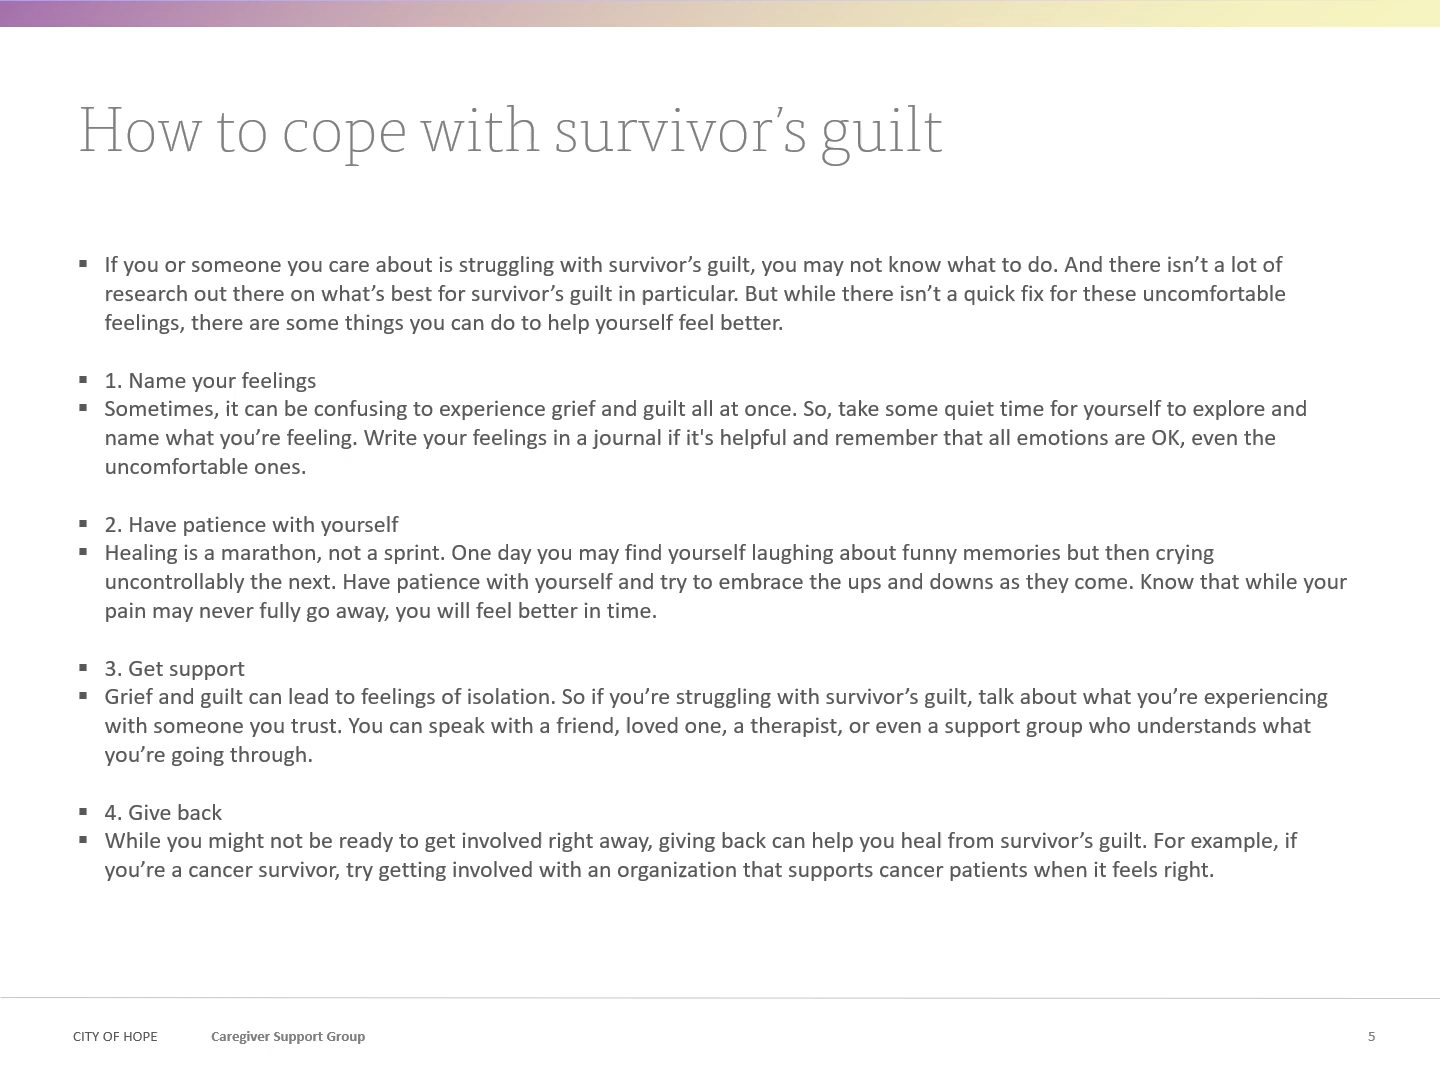 How to cope with survivor’s guilt
▪ If you or someone you care about is struggling with survivor’s guilt, you may not know what to do. And there isn’t a lot of
research out there on what’s best for survivor’s guilt in particular. But while there isn’t a quick fix for these uncomfortable
feelings, there are some things you can do to help yourself feel better.
▪ 1. Name your feelings
▪ Sometimes, it can be confusing to experience grief and guilt all at once. So, take some quiet time for yourself to explore and
name what you’re feeling. Write your feelings in a journal if it's helpful and remember that all emotions are OK, even the
uncomfortable ones.
▪ 2. Have patience with yourself
▪ Healing is a marathon, not a sprint. One day you may find yourself laughing about funny memories but then crying
uncontrollably the next. Have patience with yourself and try to embrace the ups and downs as they come. Know that while your
pain may never fully go away, you will feel better in time.
▪ 3. Get support
▪ Grief and guilt can lead to feelings of isolation. So if you’re struggling with survivor’s guilt, talk about what you’re experiencing
with someone you trust. You can speak with a friend, loved one, a therapist, or even a support group who understands what
you’re going through.
▪ 4. Give back
▪ While you might not be ready to get involved right away, giving back can help you heal from survivor’s guilt. For example, if
you’re a cancer survivor, try getting involved with an organization that supports cancer patients when it feels right.
CITY OF HOPE Caregiver Support Group 5